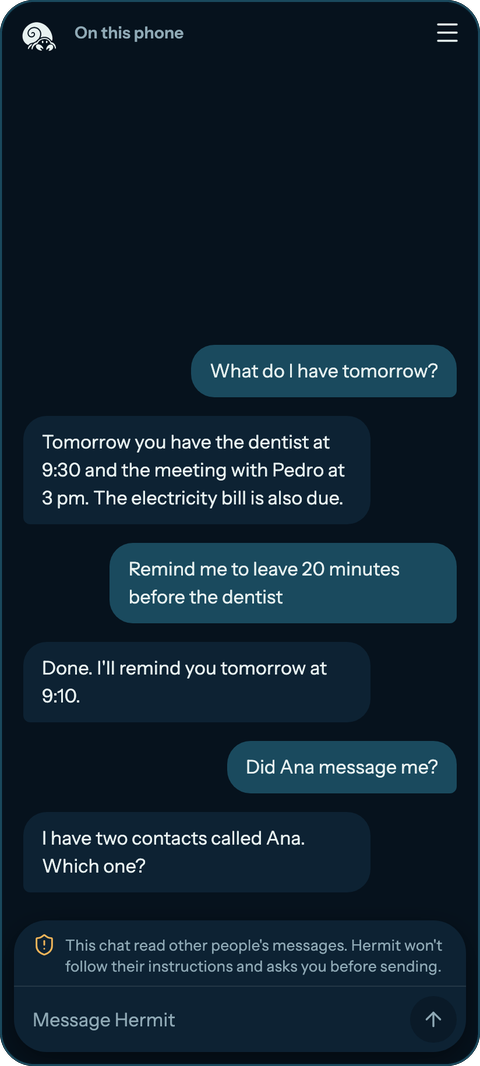 On this phone
What do I have tomorrow?
Tomorrow you have the dentist at
9:30 and the meeting with Pedro at
3 pm. The electricity bill is also due.
Remind me to leave 20 minutes
before the dentist
Done. I'll remind you tomorrow at
9:10.
Did Ana message me?
I have two contacts called Ana.
Which one?
This chat read other people's messages. Hermit won't
follow their instructions and asks you before sending.
Message Hermit